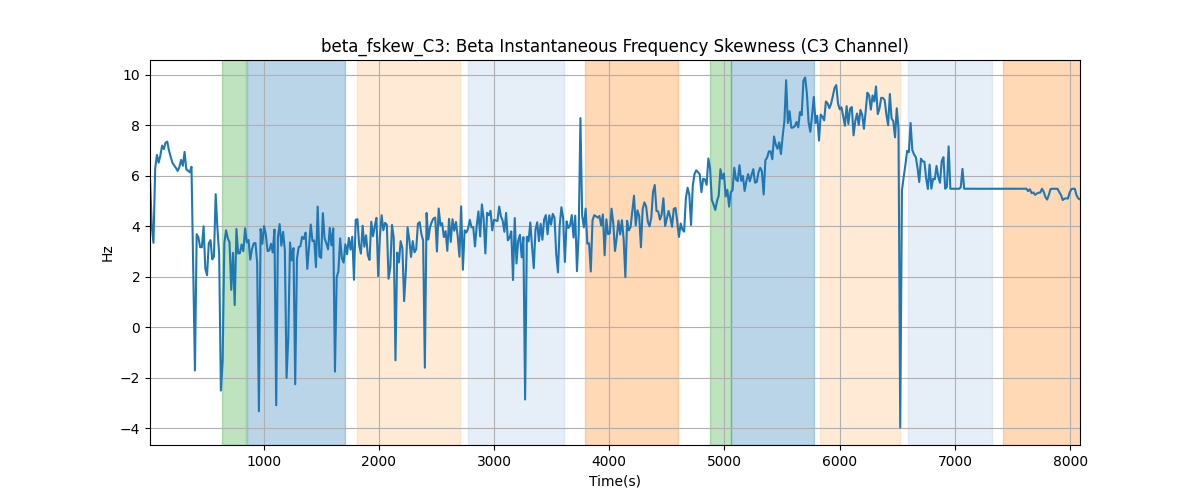 beta_fskew_C3: Beta Instantaneous Frequency Skewness (C3 Channel)
10
8
6
4
2
0
−2
−4
Hz
1000 2000 3000 4000 5000 6000 7000 8000
Time(s)